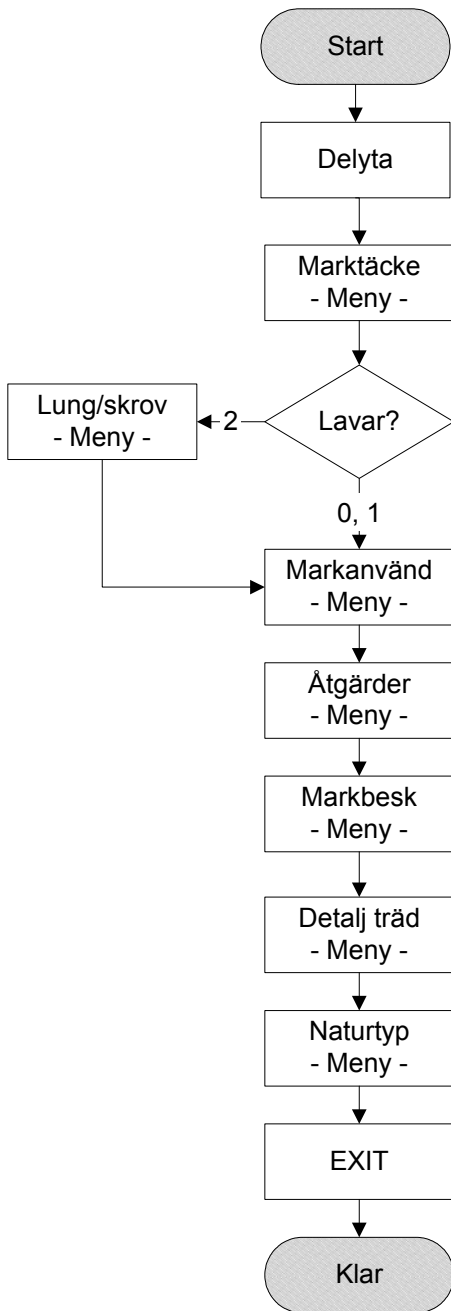 Start
Delyta
Marktäcke
- Meny -
Lavar?
2
Lung/skrov
- Meny -
0, 1
Markanvänd
- Meny -
Åtgärder
- Meny -
Markbesk
- Meny -
Detalj träd
- Meny -
Naturtyp
- Meny -
EXIT
Klar